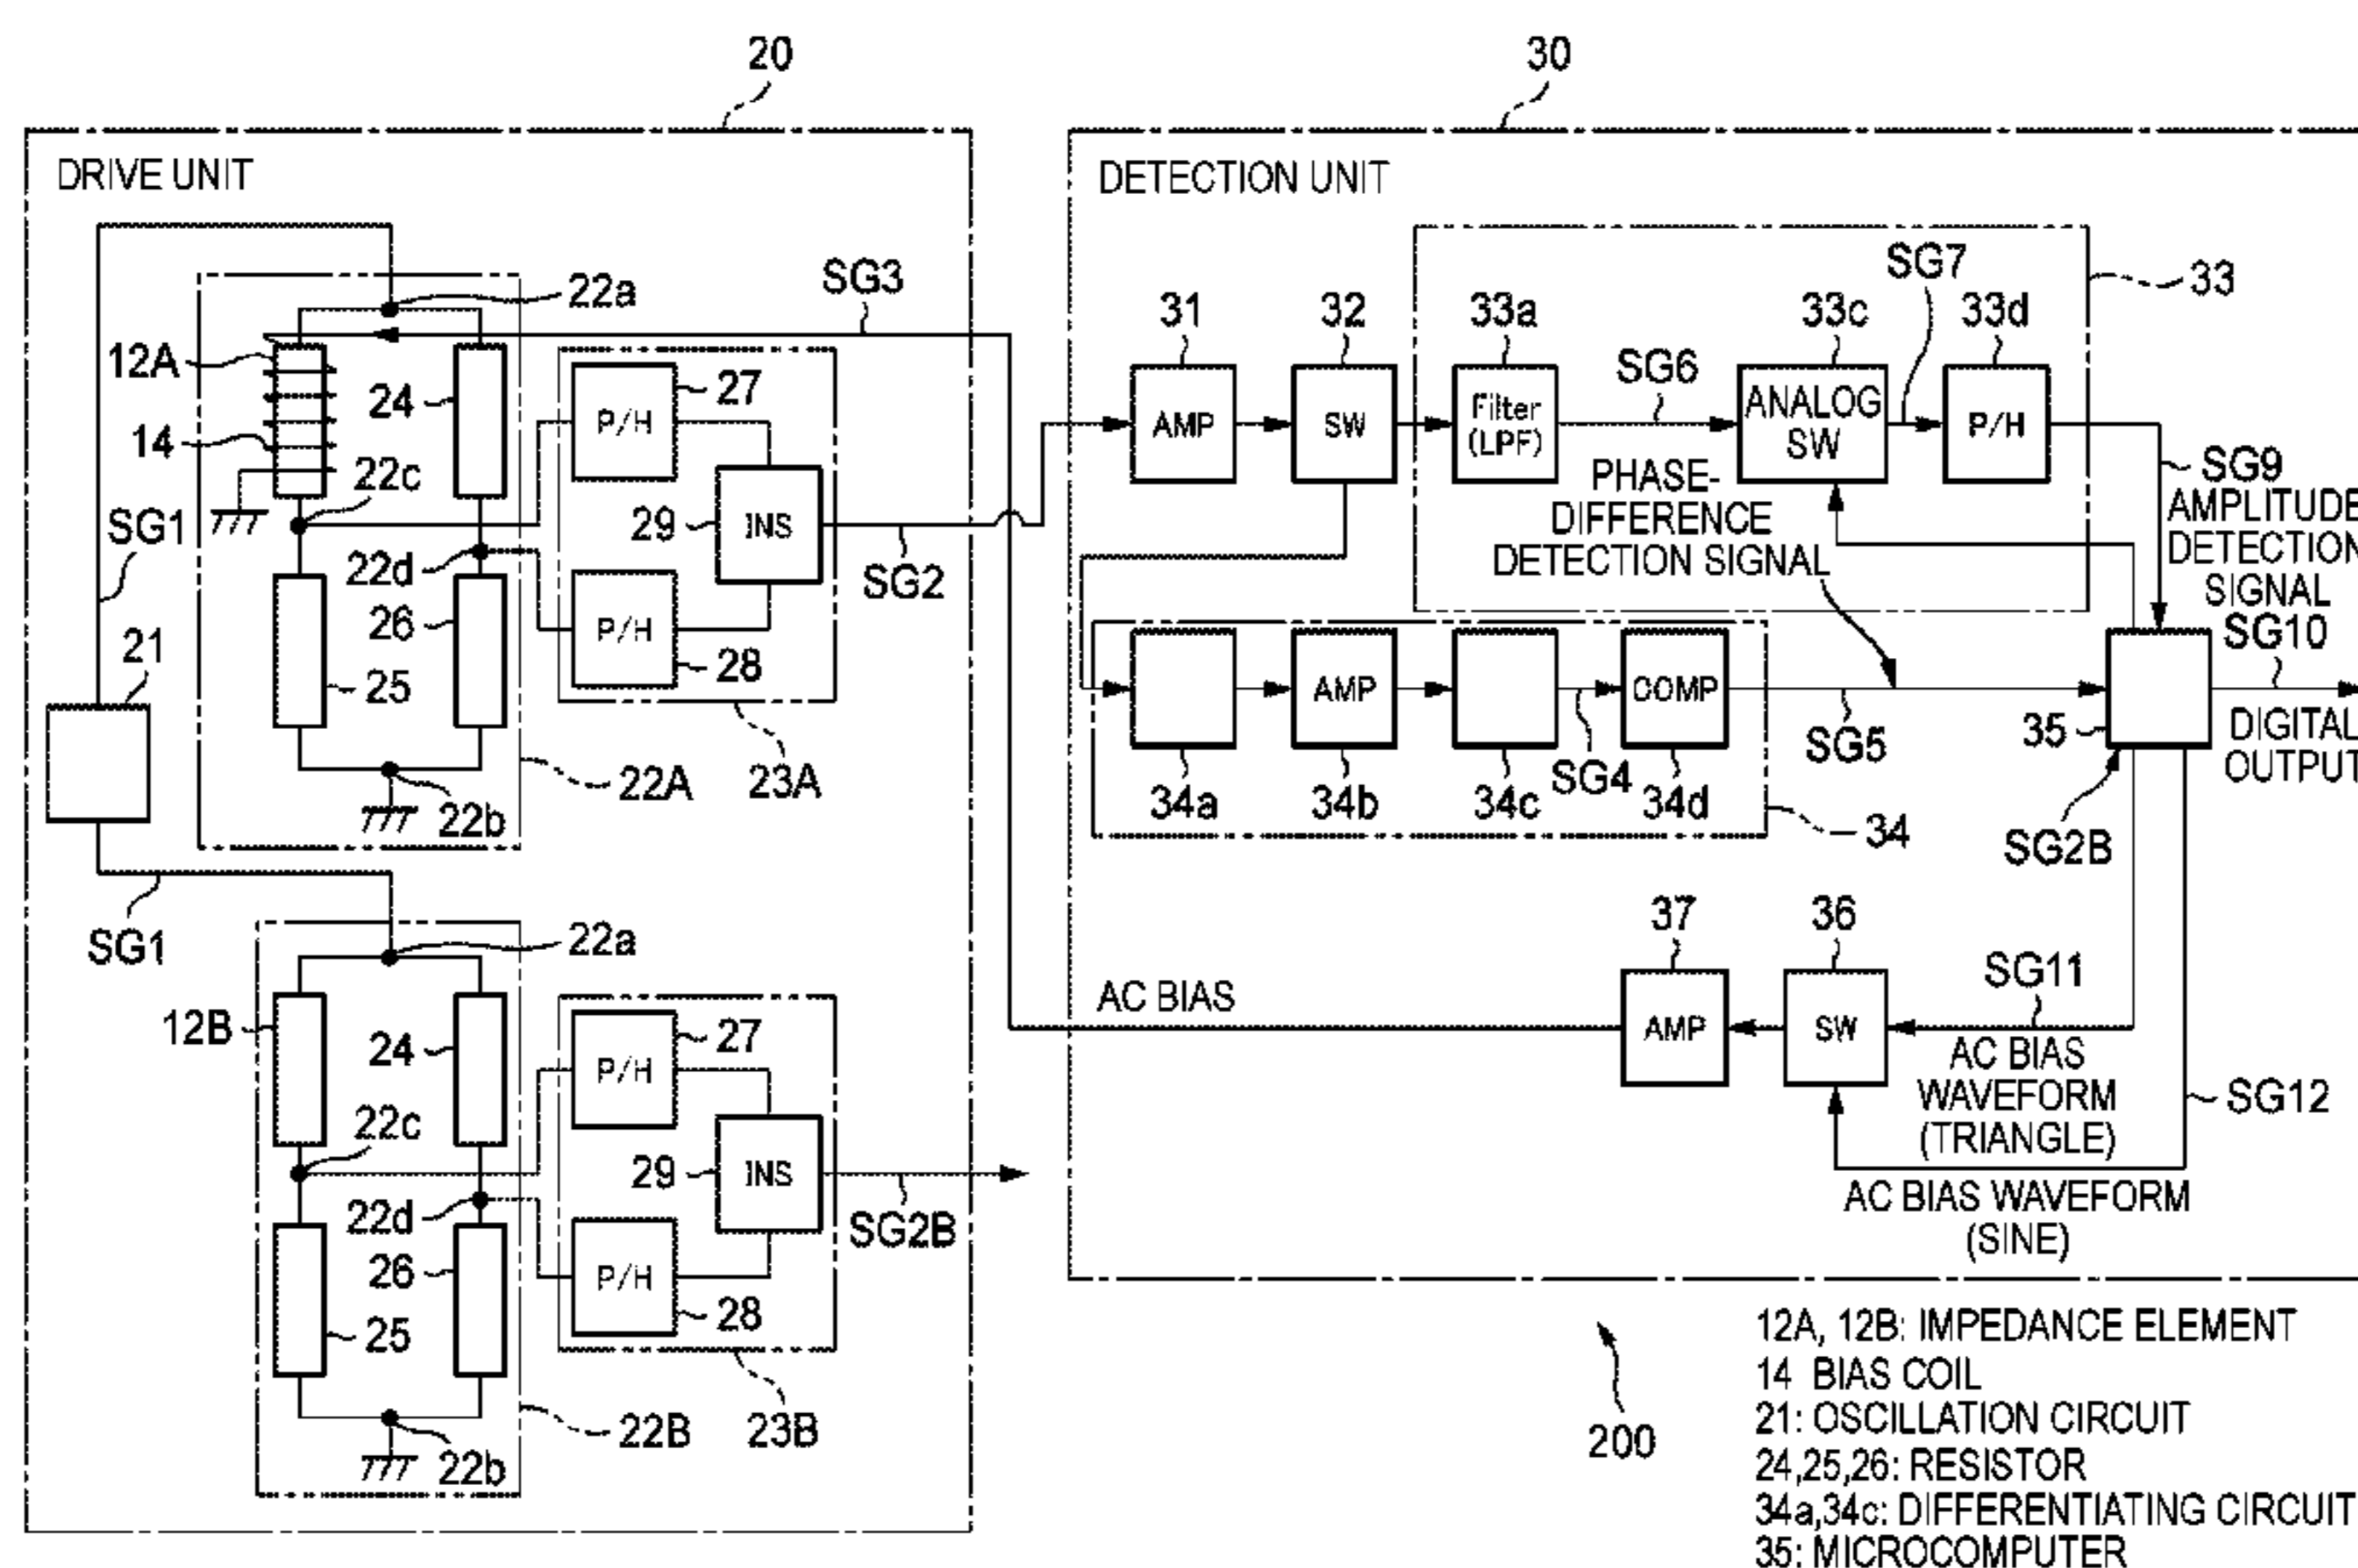 20
30
DRIVE UNIT
DETECTION UNIT
22a
SG3
SG7
33
12A
24
27
31
32
33a
33c
33d
P/H
AMP
SW
Filter
(LPF)
SG6
ANALOG
SW
P/H
14
22c
29
INS
SG1
SG2
PHASE-
DIFFERENCE
DETECTION SIGNAL
SG9
AMPLITUDE
DETECTION
SIGNAL
22d
26
P/H
28
21
25
SG10
AMP
COMP
35
DIGITAL
OUTPUT
SG5
SG4
34a
34b
34c
34d
34
SG2B
22A
23A
22b
SG1
22a
37
36
SG11
AC BIAS
AMP
SW
AC BIAS
WAVEFORM
(TRIANGLE)
SG12
AC BIAS WAVEFORM
(SINE)
12B
24
27
P/H
22c
29
INS
SG2B
22d
26
P/H
28
25
22B
23B
22b
200
12A, 12B: IMPEDANCE ELEMENT
14 BIAS COIL
21: OSCILLATION CIRCUIT
24,25,26: RESISTOR
34a,34c: DIFFERENTIATING CIRCUIT
35: MICROCOMPUTER